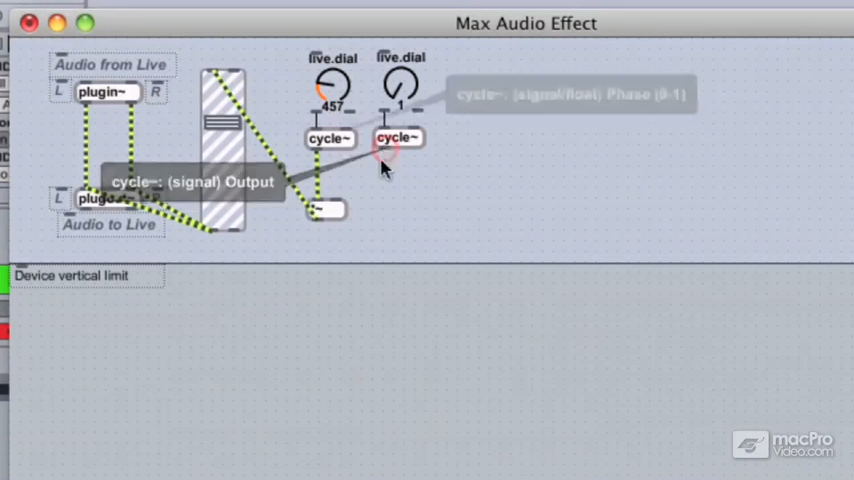 Max Audio Effect
Audio from Live
L plugin~ R
live.dial live.dial
457 1
cycle~: (signal/float) Phase (0-1)
cycle~ cycle~
cycle~: (signal) Output
L
~
Audio to Live
Device vertical limit
macPro
Video.com